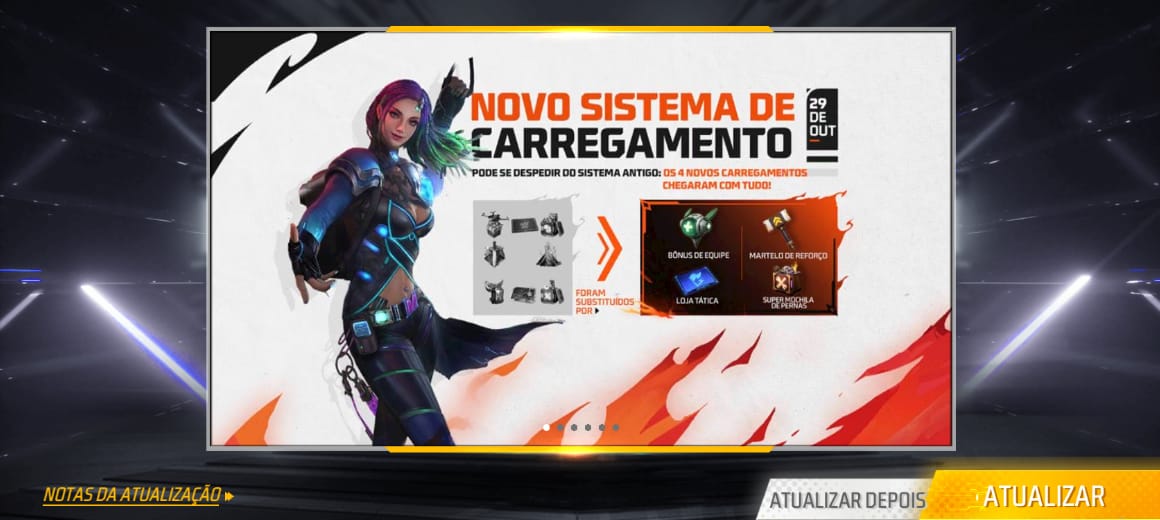 NOVO SISTEMA DE
CARREGAMENTO
29
DE
OUT
PODE SE DESPEDIR DO SISTEMA ANTIGO: OS 4 NOVOS CARREGAMENTOS
CHEGARAM COM TUDO!
FORAM
SUBSTITUÍDOS
POR
BÔNUS DE EQUIPE
MARTELO DE REFORÇO
LOJA TÁTICA
SUPER MOCHILA
DE PERNAS
NOTAS DA ATUALIZAÇÃO
ATUALIZAR DEPOIS
ATUALIZAR